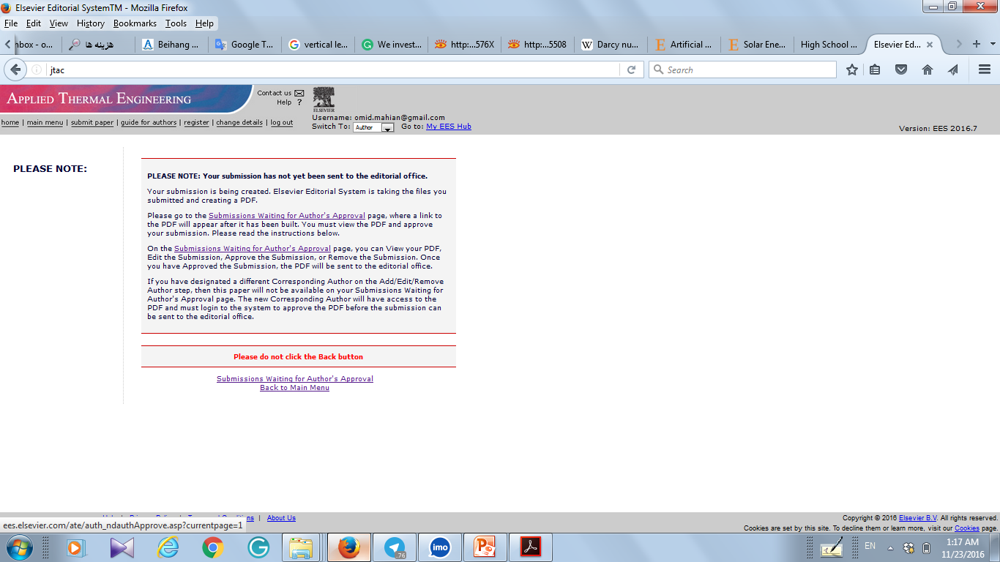 Elsevier Editorial SystemTM - Mozilla Firefox
File Edit View History Bookmarks Tools Help
nbox - o... هزینه ها Beihang ... Google T... vertical le... We invest... http:...576X http:...5508 Darcy nu... Artificial ... Solar Ene... High School ... Elsevier Ed...
jtac Search
APPLIED THERMAL ENGINEERING
Contact us
Help ?
ELSEVIER
Username: omid.mahian@gmail.com
home | main menu | submit paper | guide for authors | register | change details | log out
Switch To: Author Go to: My EES Hub
Version: EES 2016.7
PLEASE NOTE:
PLEASE NOTE: Your submission has not yet been sent to the editorial office.
Your submission is being created. Elsevier Editorial System is taking the files you
submitted and creating a PDF.
Please go to the Submissions Waiting for Author's Approval page, where a link to
the PDF will appear after it has been built. You must view the PDF and approve
your submission. Please read the instructions below.
On the Submissions Waiting for Author's Approval page, you can View your PDF,
Edit the Submission, Approve the Submission, or Remove the Submission. Once
you have Approved the Submission, the PDF will be sent to the editorial office.
If you have designated a different Corresponding Author on the Add/Edit/Remove
Author step, then this paper will not be available on your Submissions Waiting for
Author's Approval page. The new Corresponding Author will have access to the
PDF and must login to the system to approve the PDF before the submission can
be sent to the editorial office.
Please do not click the Back button
Submissions Waiting for Author's Approval
Back to Main Menu
| About Us
Copyright © 2016 Elsevier B.V. All rights reserved.
ees.elsevier.com/ate/auth_ndauthApprove.asp?currentpage=1
Cookies are set by this site. To decline them or learn more, visit our Cookies page.
76 imo EN 1:17 AM
11/23/2016